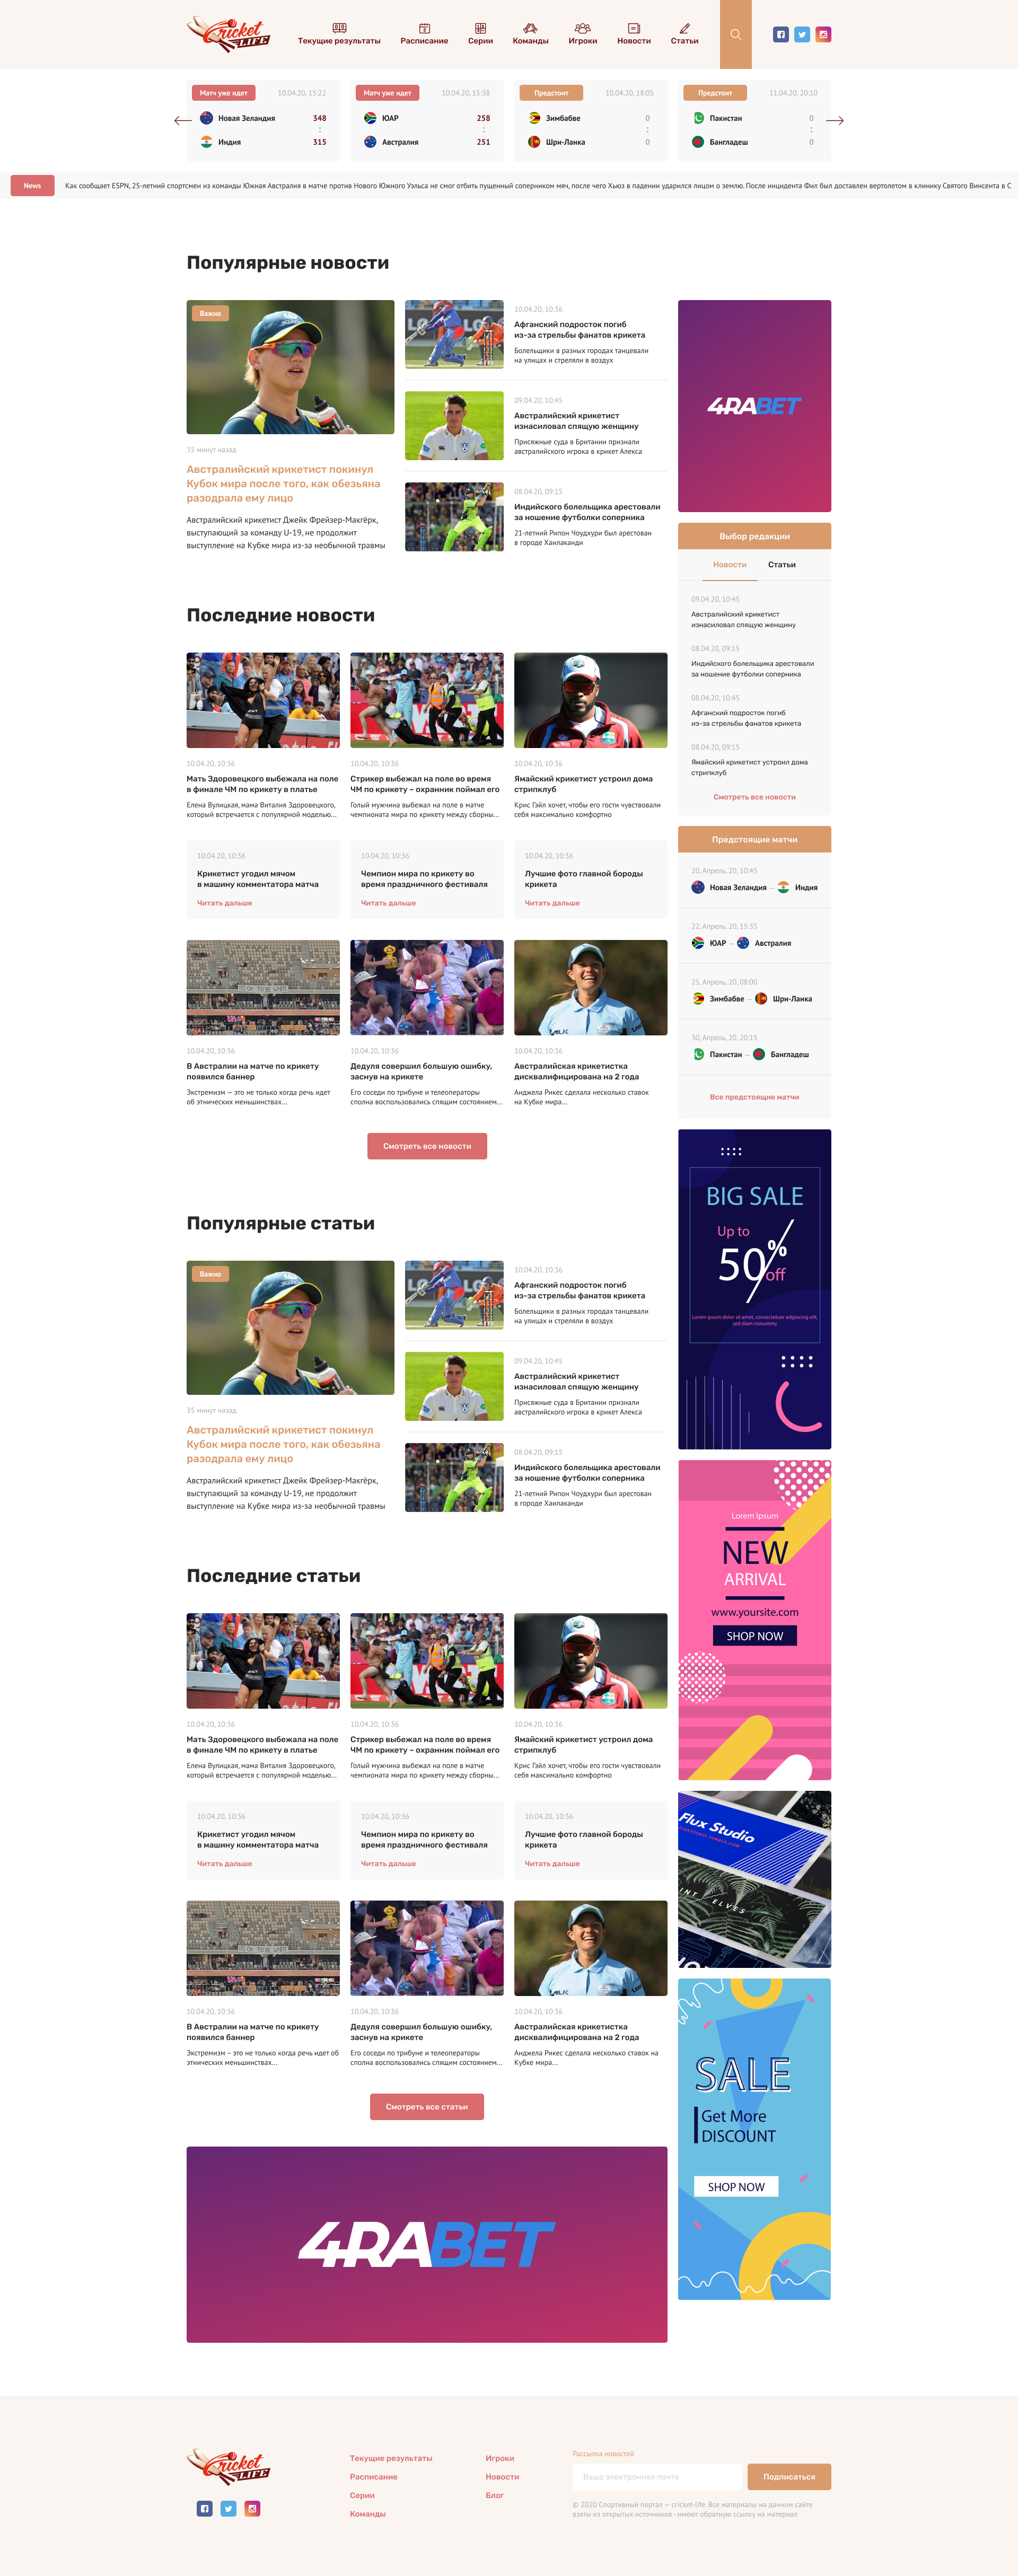 Cricket
LIFE
Текущие результаты
Расписание
Серии
Команды
Игроки
Новости
Статьи
Матч уже идет
10.04.20, 15:22
Новая Зеландия
348
:
Индия
315
Матч уже идет
10.04.20, 15:38
ЮАР
258
:
Австралия
251
Предстоит
10.04.20, 18:05
Зимбабве
0
:
Шри-Ланка
0
Предстоит
11.04.20, 20:10
Пакистан
0
:
Бангладеш
0
News
Как сообщает ESPN, 25-летний спортсмен из команды Южная Австралия в матче против Нового Южного Уэльса не смог отбить пущенный соперником мяч, после чего Хьюз в падении ударился лицом о землю. После инцидента Фил был доставлен вертолетом в клинику Святого Винсента в С
Популярные новости
Важно
35 минут назад
Австралийский крикетист покинул
Кубок мира после того, как обезьяна
разодрала ему лицо
Австралийский крикетист Джейк Фрейзер-Макгёрк,
выступающий за команду U-19, не продолжит
выступление на Кубке мира из-за необычной травмы
10.04.20, 10:36
Афганский подросток погиб
из-за стрельбы фанатов крикета
Болельщики в разных городах танцевали
на улицах и стреляли в воздух
09.04.20, 10:45
Австралийский крикетист
изнасиловал спящую женщину
Присяжные суда в Британии признали
австралийского игрока в крикет Алекса
08.04.20, 09:15
Индийского болельщика арестовали
за ношение футболки соперника
21-летний Рипон Чоудхури был арестован
в городе Хаилаканди
4RABET
Выбор редакции
Новости
Статьи
09.04.20, 10:45
Австралийский крикетист
изнасиловал спящую женщину
08.04.20, 09:15
Индийского болельщика арестовали
за ношение футболки соперника
08.04.20, 10:45
Афганский подросток погиб
из-за стрельбы фанатов крикета
08.04.20, 09:15
Ямайский крикетист устроил дома
стрипклуб
Смотреть все новости
Последние новости
10.04.20, 10:36
Мать Здоровецкого выбежала на поле
в финале ЧМ по крикету в платье
Елена Вулицкая, мама Виталия Здоровецкого,
который встречается с популярной моделью...
10.04.20, 10:36
Стрикер выбежал на поле во время
ЧМ по крикету – охранник поймал его
Голый мужчина выбежал на поле в матче
чемпионата мира по крикету между сборны...
10.04.20, 10:36
Ямайский крикетист устроил дома
стрипклуб
Крис Гэйл хочет, чтобы его гости чувствовали
себя максимально комфортно
10.04.20, 10:36
Крикетист угодил мячом
в машину комментатора матча
Читать дальше
10.04.20, 10:36
Чемпион мира по крикету во
время праздничного фестиваля
Читать дальше
10.04.20, 10:36
Лучшие фото главной бороды
крикета
Читать дальше
10.04.20, 10:36
В Австралии на матче по крикету
появился баннер
Экстремизм — это не только когда речь идет
об этнических меньшинствах...
10.04.20, 10:36
Дедуля совершил большую ошибку,
заснув на крикете
Его соседи по трибуне и телеоператоры
сполна воспользовались спящим состоянием...
10.04.20, 10:36
Австралийская крикетистка
дисквалифицирована на 2 года
Анджела Рикес сделала несколько ставок
на Кубке мира...
Смотреть все новости
Предстоящие матчи
20, Апрель, 20, 10:45
Новая Зеландия — Индия
22, Апрель, 20, 15:35
ЮАР — Австралия
25, Апрель, 20, 08:00
Зимбабве — Шри-Ланка
30, Апрель, 20, 20:15
Пакистан — Бангладеш
Все предстоящие матчи
BIG SALE
Up to
50%
off
Lorem ipsum dolor sit amet, consectetuer adipiscing elit,
sed diam nonummy
Популярные статьи
Важно
35 минут назад
Австралийский крикетист покинул
Кубок мира после того, как обезьяна
разодрала ему лицо
Австралийский крикетист Джейк Фрейзер-Макгёрк,
выступающий за команду U-19, не продолжит
выступление на Кубке мира из-за необычной травмы
10.04.20, 10:36
Афганский подросток погиб
из-за стрельбы фанатов крикета
Болельщики в разных городах танцевали
на улицах и стреляли в воздух
09.04.20, 10:45
Австралийский крикетист
изнасиловал спящую женщину
Присяжные суда в Британии признали
австралийского игрока в крикет Алекса
08.04.20, 09:15
Индийского болельщика арестовали
за ношение футболки соперника
21-летний Рипон Чоудхури был арестован
в городе Хаилаканди
Lorem Ipsum
NEW
ARRIVAL
www.yoursite.com
SHOP NOW
Последние статьи
10.04.20, 10:36
Мать Здоровецкого выбежала на поле
в финале ЧМ по крикету в платье
Елена Вулицкая, мама Виталия Здоровецкого,
который встречается с популярной моделью...
10.04.20, 10:36
Стрикер выбежал на поле во время
ЧМ по крикету – охранник поймал его
Голый мужчина выбежал на поле в матче
чемпионата мира по крикету между сборны...
10.04.20, 10:36
Ямайский крикетист устроил дома
стрипклуб
Крис Гэйл хочет, чтобы его гости чувствовали
себя максимально комфортно
10.04.20, 10:36
Крикетист угодил мячом
в машину комментатора матча
Читать дальше
10.04.20, 10:36
Чемпион мира по крикету во
время праздничного фестиваля
Читать дальше
10.04.20, 10:36
Лучшие фото главной бороды
крикета
Читать дальше
10.04.20, 10:36
В Австралии на матче по крикету
появился баннер
Экстремизм – это не только когда речь идет об
этнических меньшинствах...
10.04.20, 10:36
Дедуля совершил большую ошибку,
заснув на крикете
Его соседи по трибуне и телеоператоры
сполна воспользовались спящим состоянием...
10.04.20, 10:36
Австралийская крикетистка
дисквалифицирована на 2 года
Анджела Рикес сделала несколько ставок на
Кубке мира...
Смотреть все статьи
Flux Studio
ELVES
SALE
Get More
DISCOUNT
SHOP NOW
4RABET
Cricket
LIFE
Текущие результаты
Расписание
Серии
Команды
Игроки
Новости
Блог
Рассылка новостей
Ваша электронная почта
Подписаться
© 2020 Спортивный портал — cricket-life. Все материалы на данном сайте
взяты из открытых источников - имеют обратную ссылку на материал